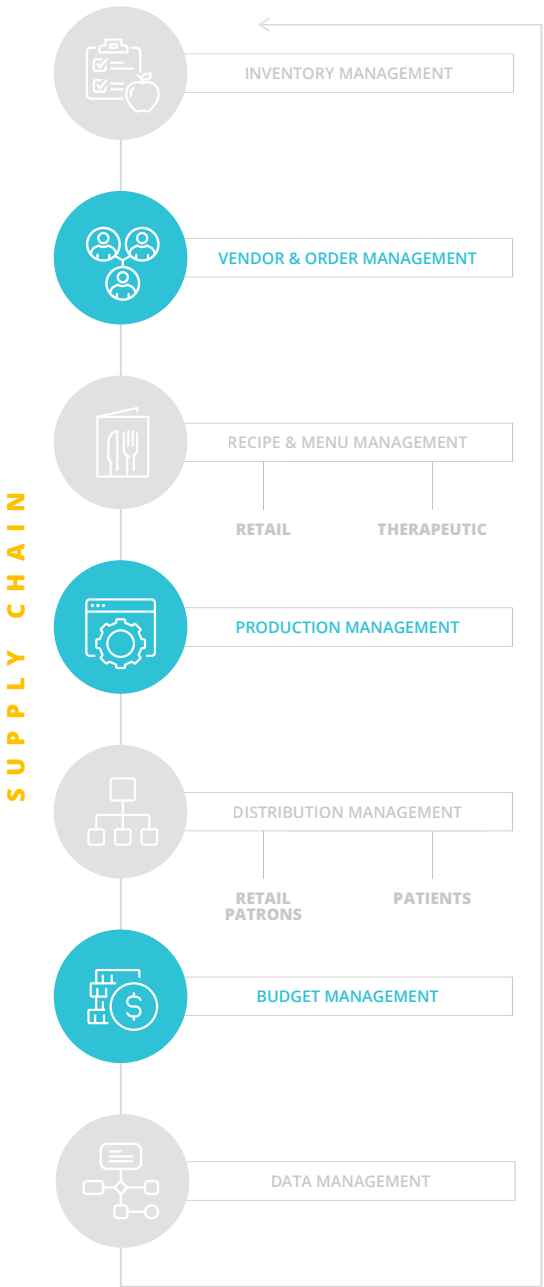 INVENTORY MANAGEMENT
VENDOR & ORDER MANAGEMENT
RECIPE & MENU MANAGEMENT
RETAIL
THERAPEUTIC
SUPPLY CHAIN
PRODUCTION MANAGEMENT
DISTRIBUTION MANAGEMENT
RETAIL
PATRONS
PATIENTS
BUDGET MANAGEMENT
$
DATA MANAGEMENT